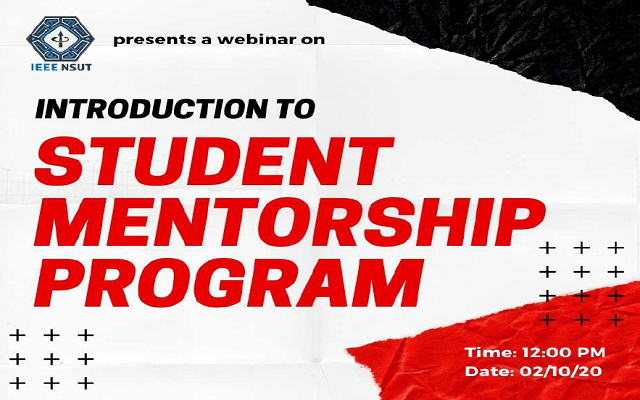 IEEE NSUT
presents a webinar on
INTRODUCTION TO
STUDENT
MENTORSHIP
PROGRAM
Time: 12:00 PM
Date: 02/10/20